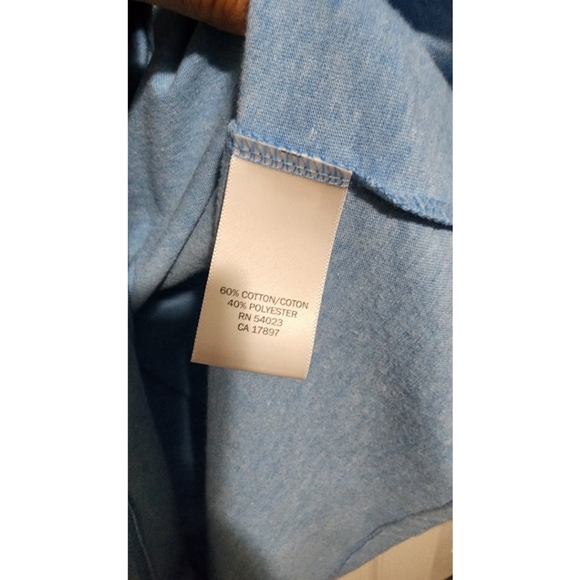 60% COTTON/COTON
40% POLYESTER
RN 54023
CA 17897